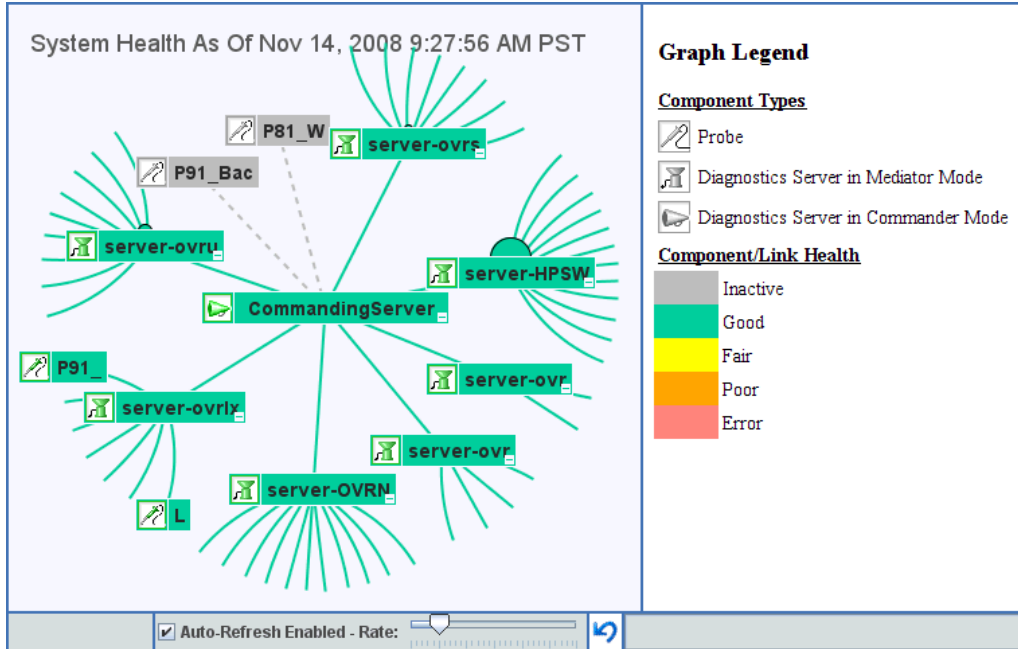 System Health As Of Nov 14, 2008 9:27:56 AM PST
P81_W
server-ovrs
P91_Bac
server-ovru
server-HPSW
CommandingServer
P91_
server-ovr
server-ovrlx
server-ovr
server-OVRN
L
Graph Legend
Component Types
Probe
Diagnostics Server in Mediator Mode
Diagnostics Server in Commander Mode
Component/Link Health
Inactive
Good
Fair
Poor
Error
Auto-Refresh Enabled - Rate: